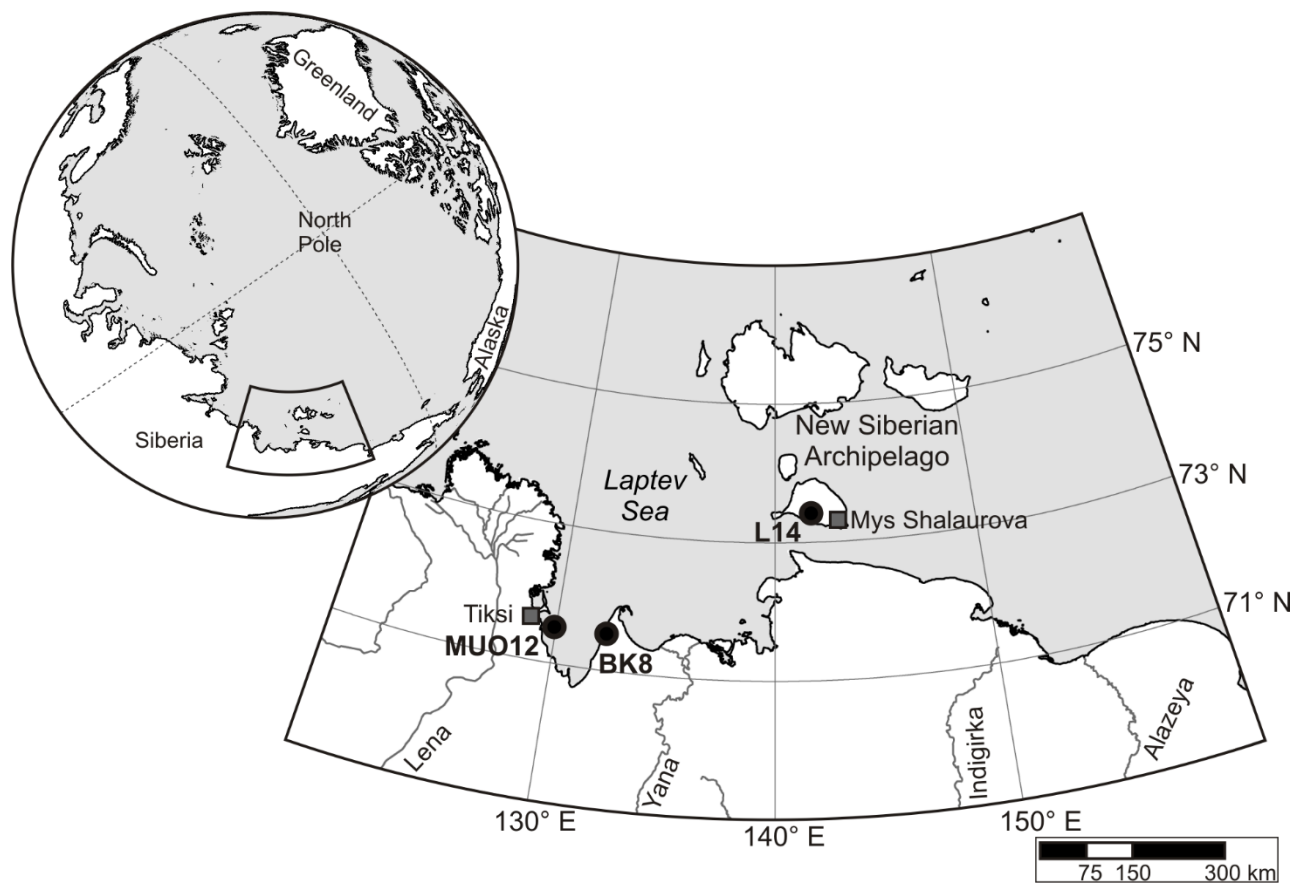 Greenland
North
Pole
Alaska
Siberia
75° N
New Siberian
Archipelago
Laptev
Sea
73° N
L14
Mys Shalaurova
71° N
Tiksi
MUO12
BK8
Lena
Yana
Indigirka
Alazeya
130° E
140° E
150° E
75 150 300 km